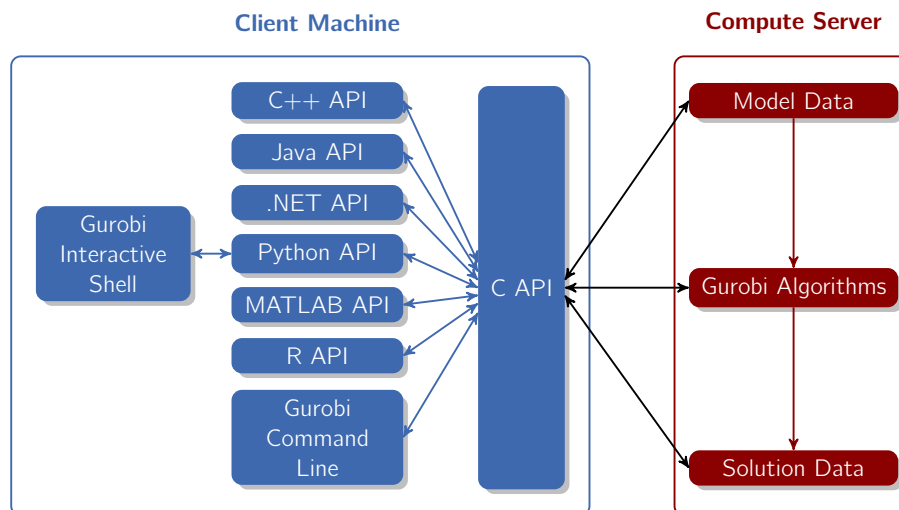 Client Machine
Compute Server
C++ API
Java API
.NET API
Python API
MATLAB API
R API
Gurobi
Command
Line
Gurobi
Interactive
Shell
C API
Model Data
Gurobi Algorithms
Solution Data